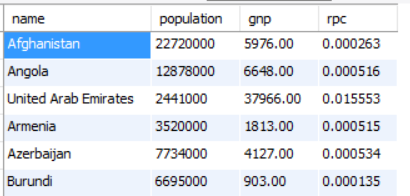 name population gnp rpc
Afghanistan 22720000 5976.00 0.000263
Angola 12878000 6648.00 0.000516
United Arab Emirates 2441000 37966.00 0.015553
Armenia 3520000 1813.00 0.000515
Azerbaijan 7734000 4127.00 0.000534
Burundi 6695000 903.00 0.000135